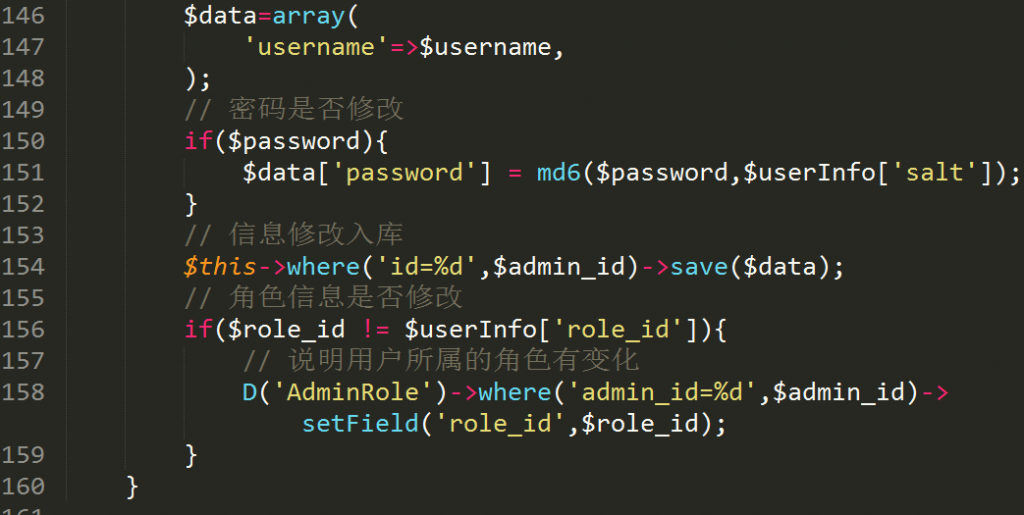 146 $data=array(
147 'username'=>$username,
148 );
149 // 密码是否修改
150 if($password){
151 $data['password'] = md6($password,$userInfo['salt']);
152 }
153 // 信息修改入库
154 $this->where('id=%d',$admin_id)->save($data);
155 // 角色信息是否修改
156 if($role_id != $userInfo['role_id']){
157 // 说明用户所属的角色有变化
158 D('AdminRole')->where('admin_id=%d',$admin_id)->
setField('role_id',$role_id);
159 }
160 }